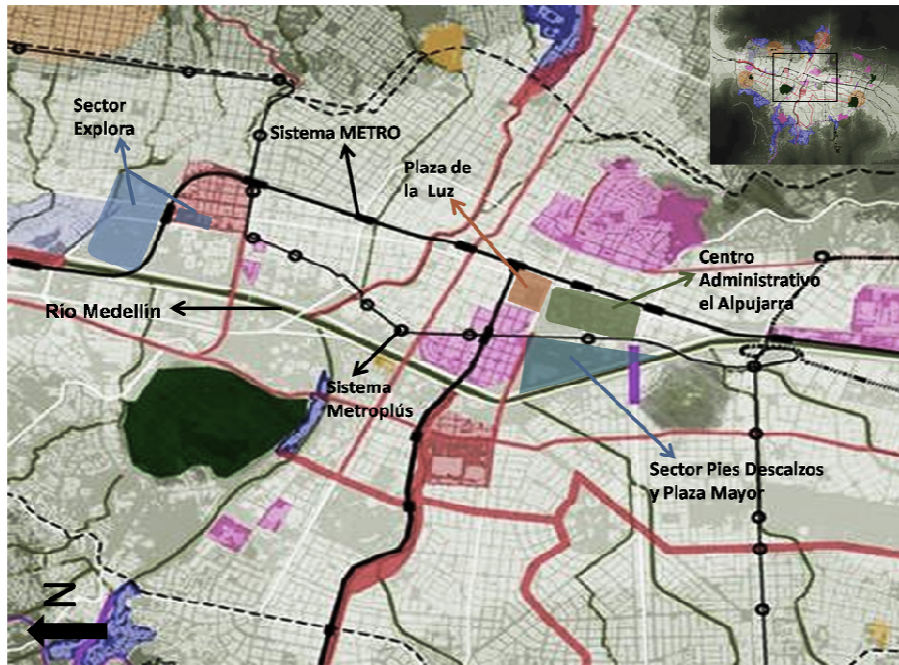 Sector
Explora
Sistema METRO
Plaza de
la Luz
Centro
Administrativo
el Alpujarra
Río Medellín
Sistema
Metroplús
Sector Pies Descalzos
y Plaza Mayor
N